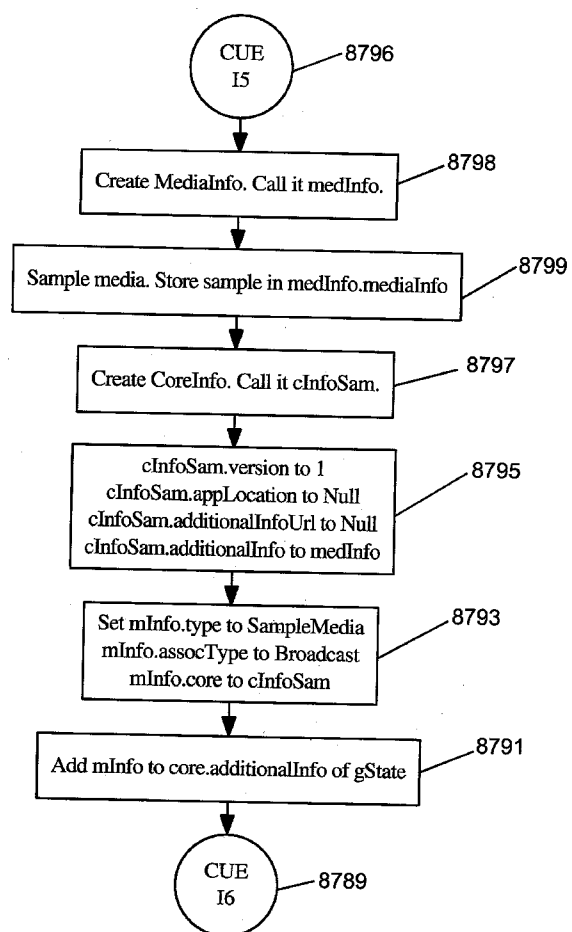 CUE
I5
8796
Create MediaInfo. Call it medInfo.
8798
Sample media. Store sample in medInfo.mediaInfo
8799
Create CoreInfo. Call it cInfoSam.
8797
cInfoSam.version to 1
cInfoSam.appLocation to Null
cInfoSam.additionalInfoUrl to Null
cInfoSam.additionalInfo to medInfo
8795
Set mInfo.type to SampleMedia
mInfo.assocType to Broadcast
mInfo.core to cInfoSam
8793
Add mInfo to core.additionalInfo of gState
8791
CUE
I6
8789